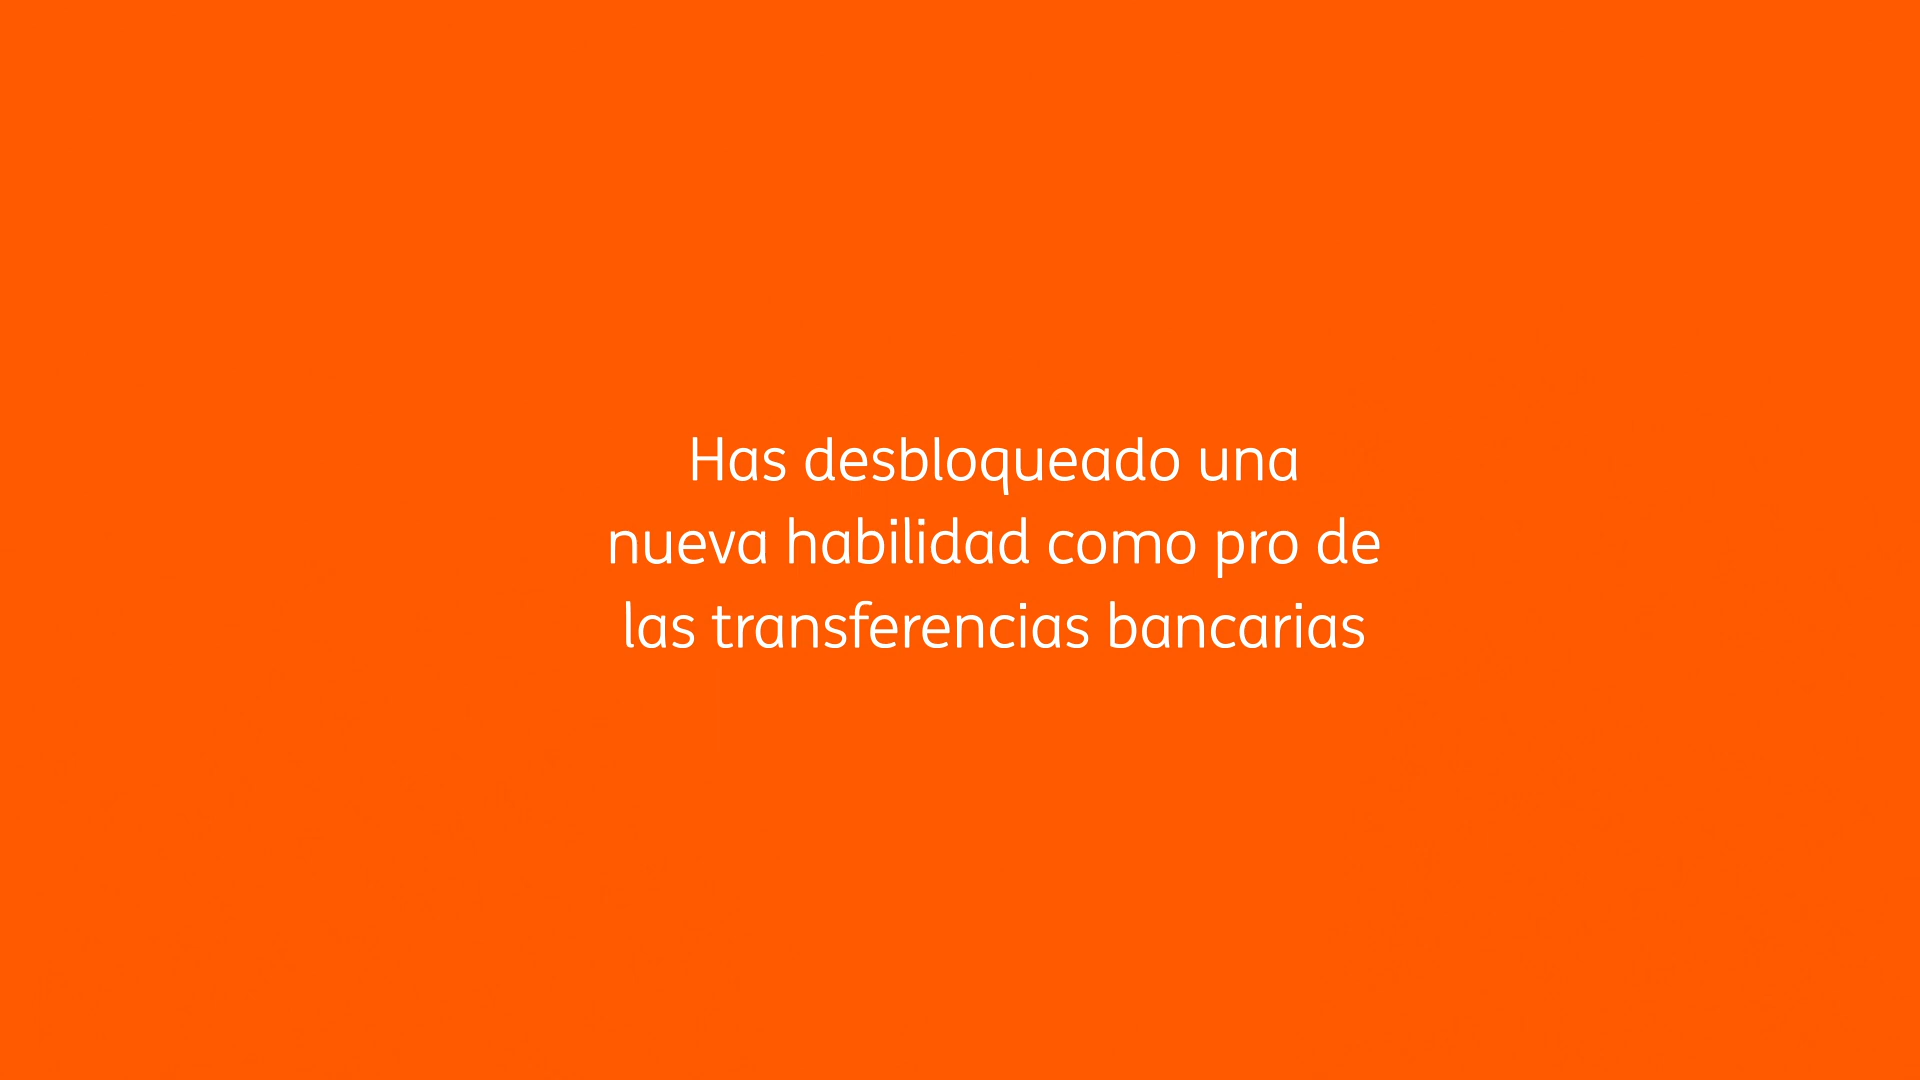 Has desbloqueado una
nueva habilidad como pro de
las transferencias bancarias